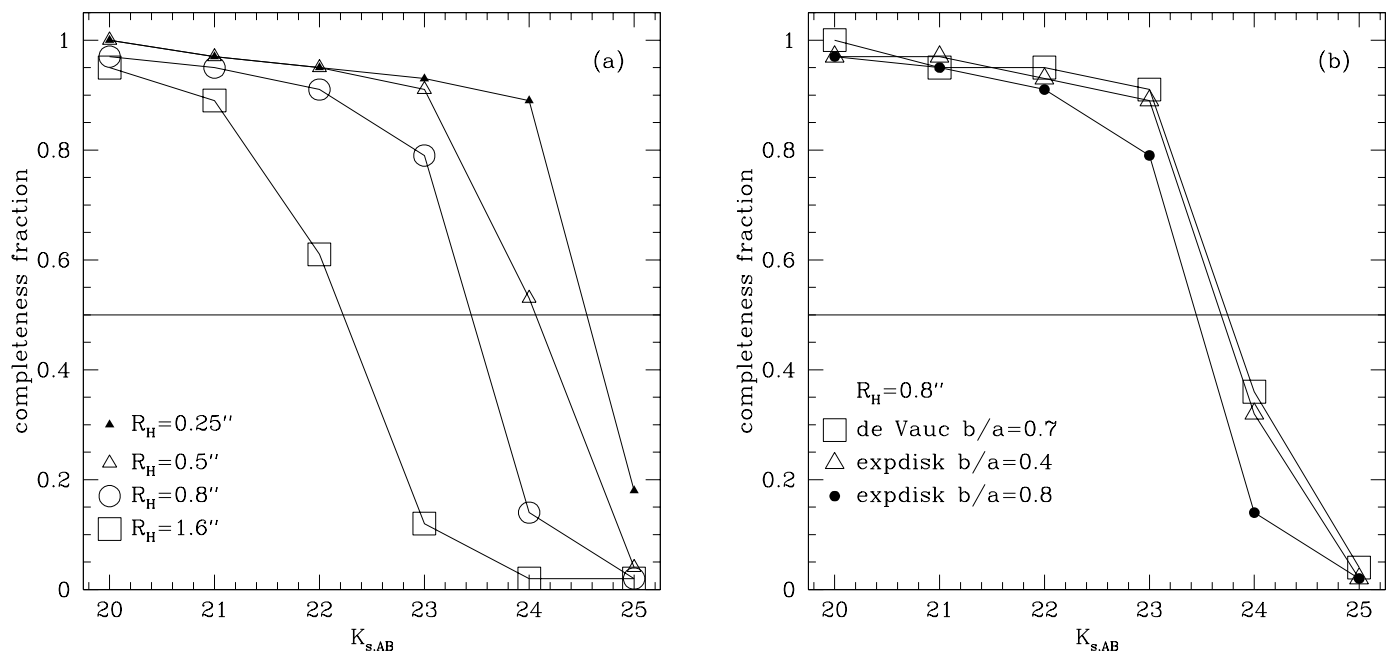 (a)
completeness fraction
1
0.8
0.6
0.4
0.2
0
R_H=0.25″
R_H=0.5″
R_H=0.8″
R_H=1.6″
20 21 22 23 24 25
K_s,AB
(b)
completeness fraction
1
0.8
0.6
0.4
0.2
0
R_H=0.8″
de Vauc b/a=0.7
expdisk b/a=0.4
expdisk b/a=0.8
20 21 22 23 24 25
K_s,AB